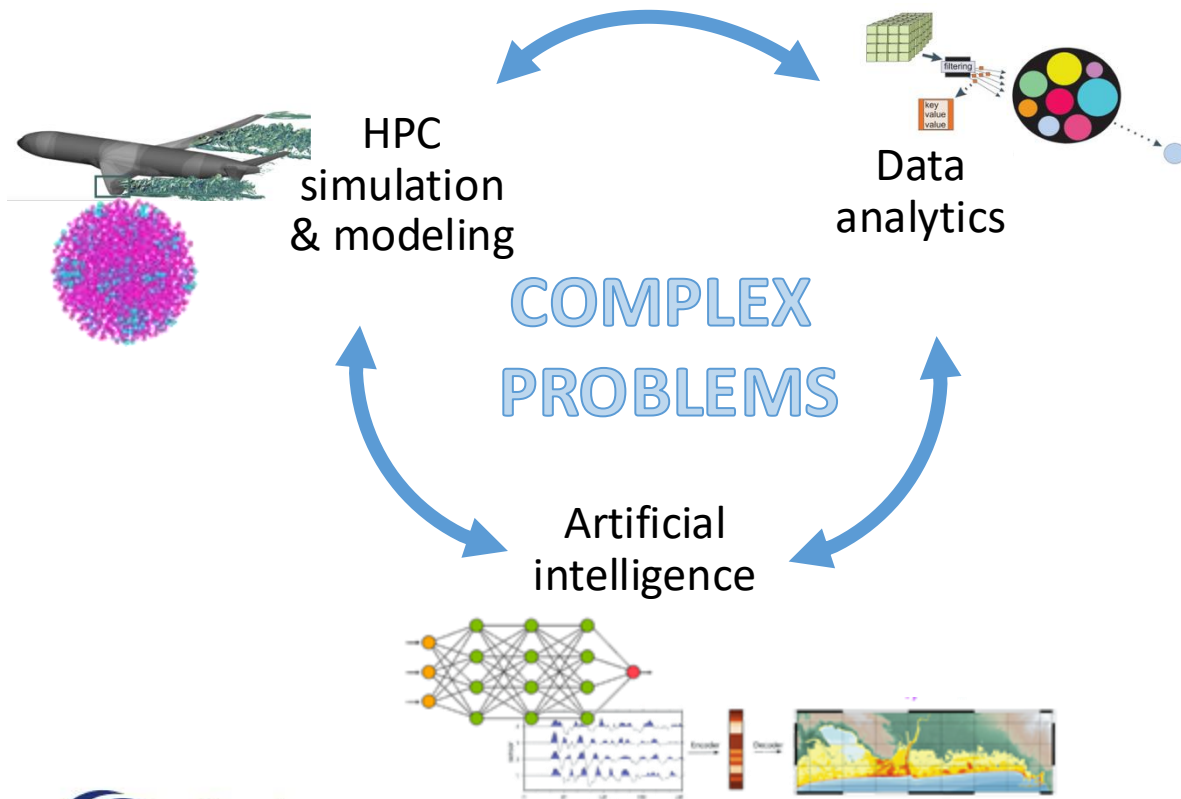 filtering
key
value
value
HPC
simulation
& modeling
Data
analytics
COMPLEX
PROBLEMS
Artificial
intelligence
Encoder
Decoder